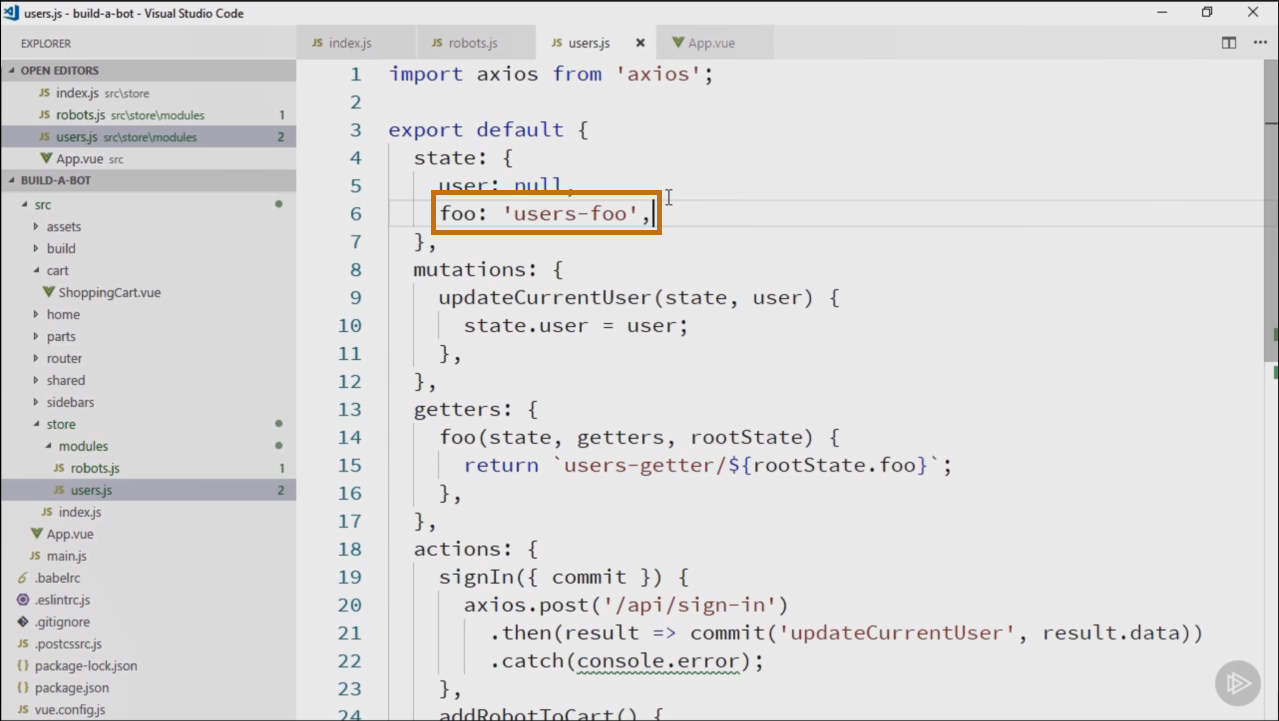 users.js - build-a-bot - Visual Studio Code
EXPLORER
OPEN EDITORS
JS index.js src\store
JS robots.js src\store\modules 1
JS users.js src\store\modules 2
App.vue src
BUILD-A-BOT
src
assets
build
cart
ShoppingCart.vue
home
parts
router
shared
sidebars
store
modules
JS robots.js 1
JS users.js 2
JS index.js
App.vue
JS main.js
.babelrc
.eslintrc.js
.gitignore
JS .postcssrc.js
{} package-lock.json
{} package.json
JS vue.config.js
JS index.js
JS robots.js
JS users.js
App.vue
1 import axios from 'axios';
2
3 export default {
4 state: {
5 user: null,
6 foo: 'users-foo',
7 },
8 mutations: {
9 updateCurrentUser(state, user) {
10 state.user = user;
11 },
12 },
13 getters: {
14 foo(state, getters, rootState) {
15 return `users-getter/${rootState.foo}`;
16 },
17 },
18 actions: {
19 signIn({ commit }) {
20 axios.post('/api/sign-in')
21 .then(result => commit('updateCurrentUser', result.data))
22 .catch(console.error);
23 },
24 addRobotToCart() {